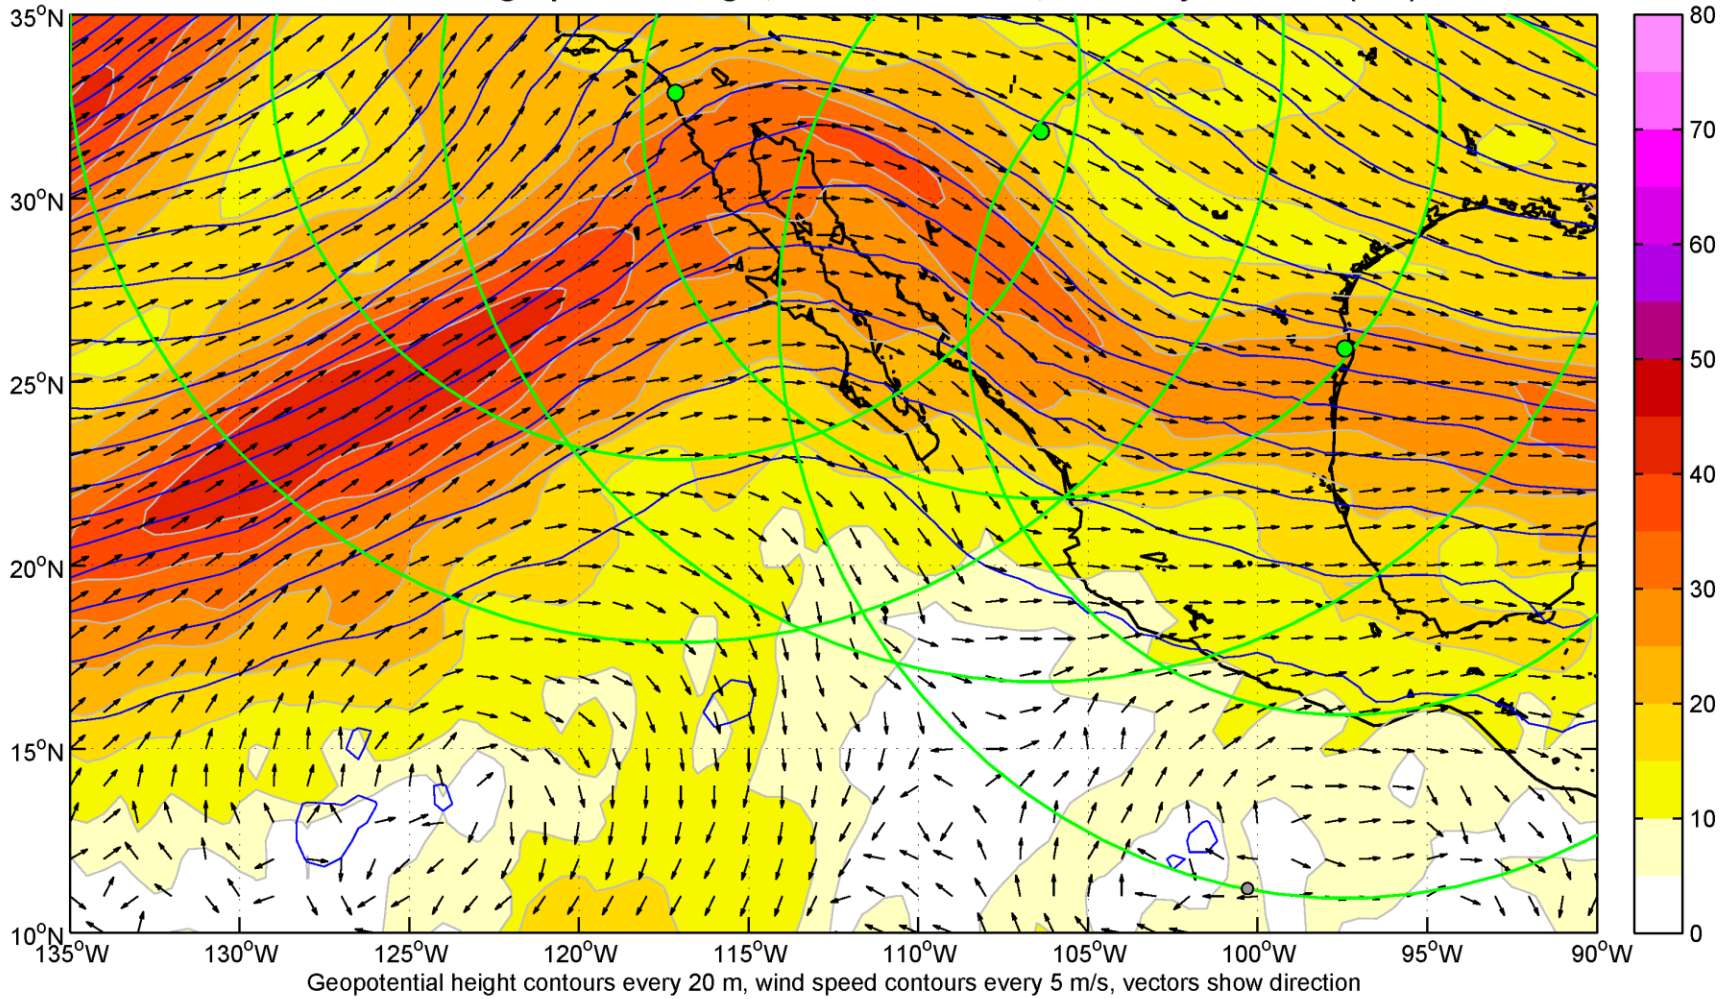 35°N
30°N
25°N
20°N
15°N
10°N
135°W 130°W 125°W 120°W 115°W 110°W 105°W 100°W 95°W 90°W
80
70
60
50
40
30
20
10
0
Geopotential height contours every 20 m, wind speed contours every 5 m/s, vectors show direction